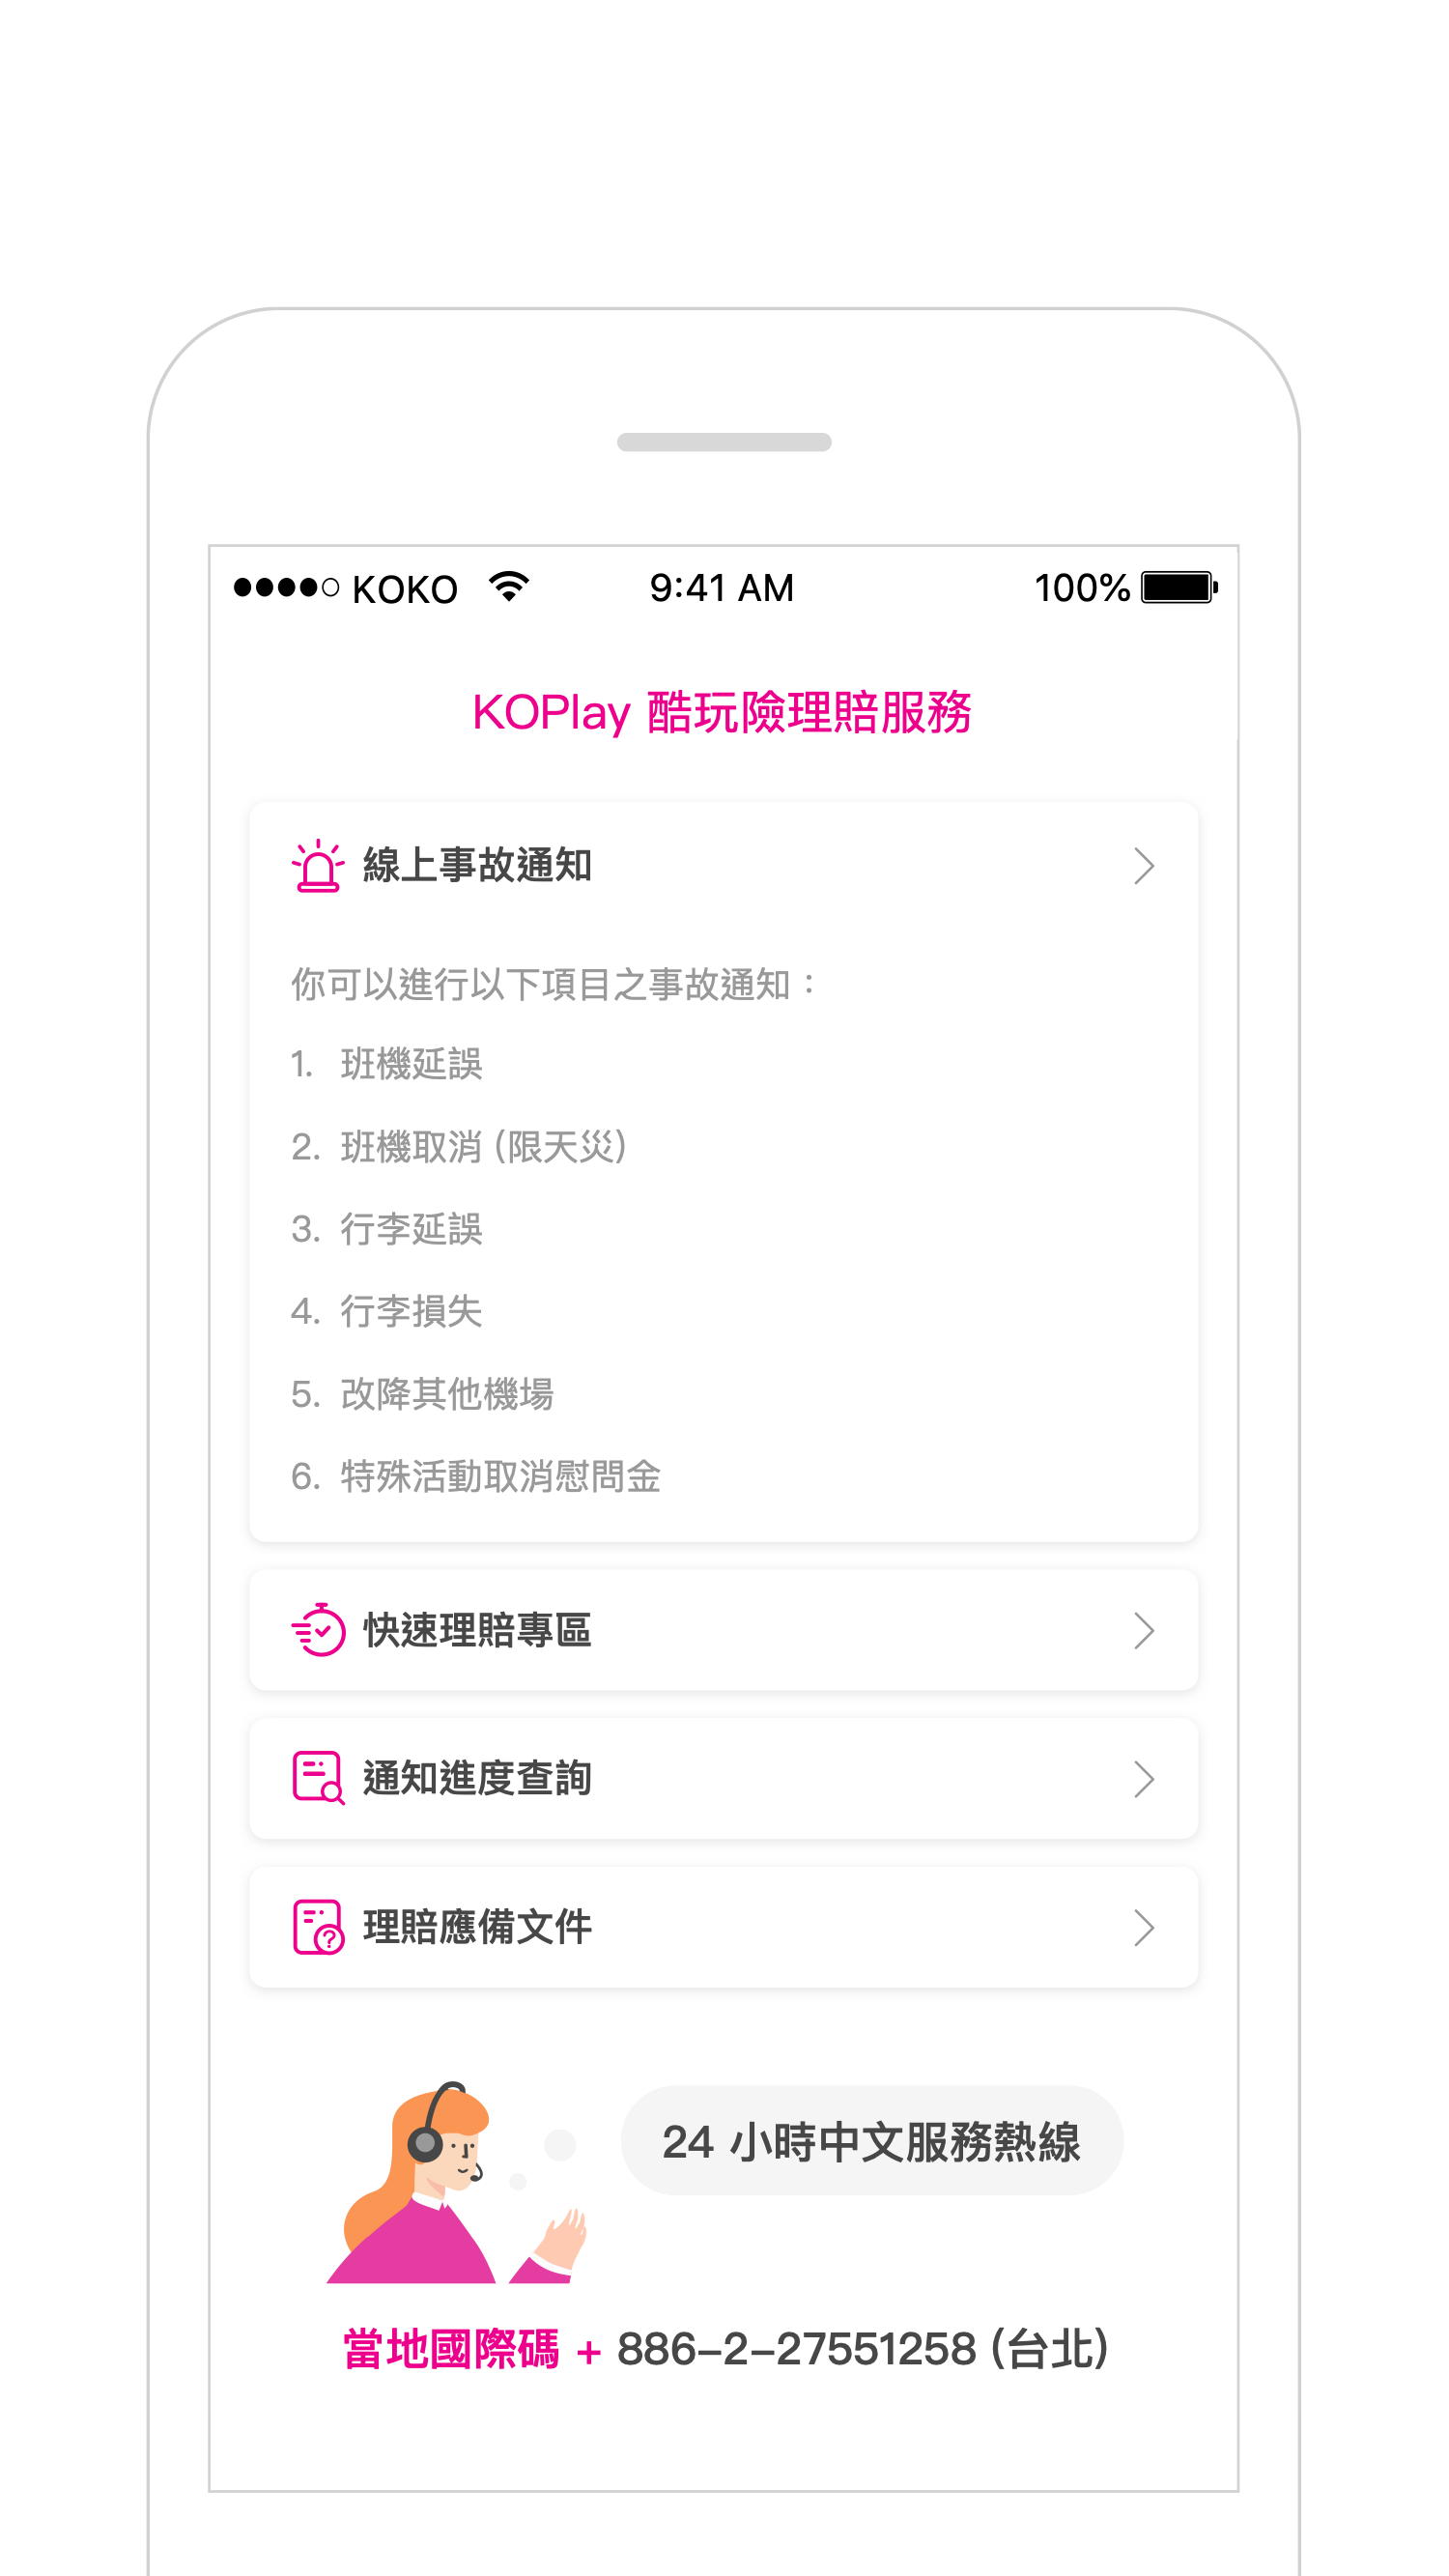 KOKO 9:41 AM 100%
KOPlay 酷玩險理賠服務
線上事故通知
你可以進行以下項目之事故通知：
1. 班機延誤
2. 班機取消 (限天災)
3. 行李延誤
4. 行李損失
5. 改降其他機場
6. 特殊活動取消慰問金
快速理賠專區
通知進度查詢
理賠應備文件
24 小時中文服務熱線
當地國際碼 + 886-2-27551258 (台北)